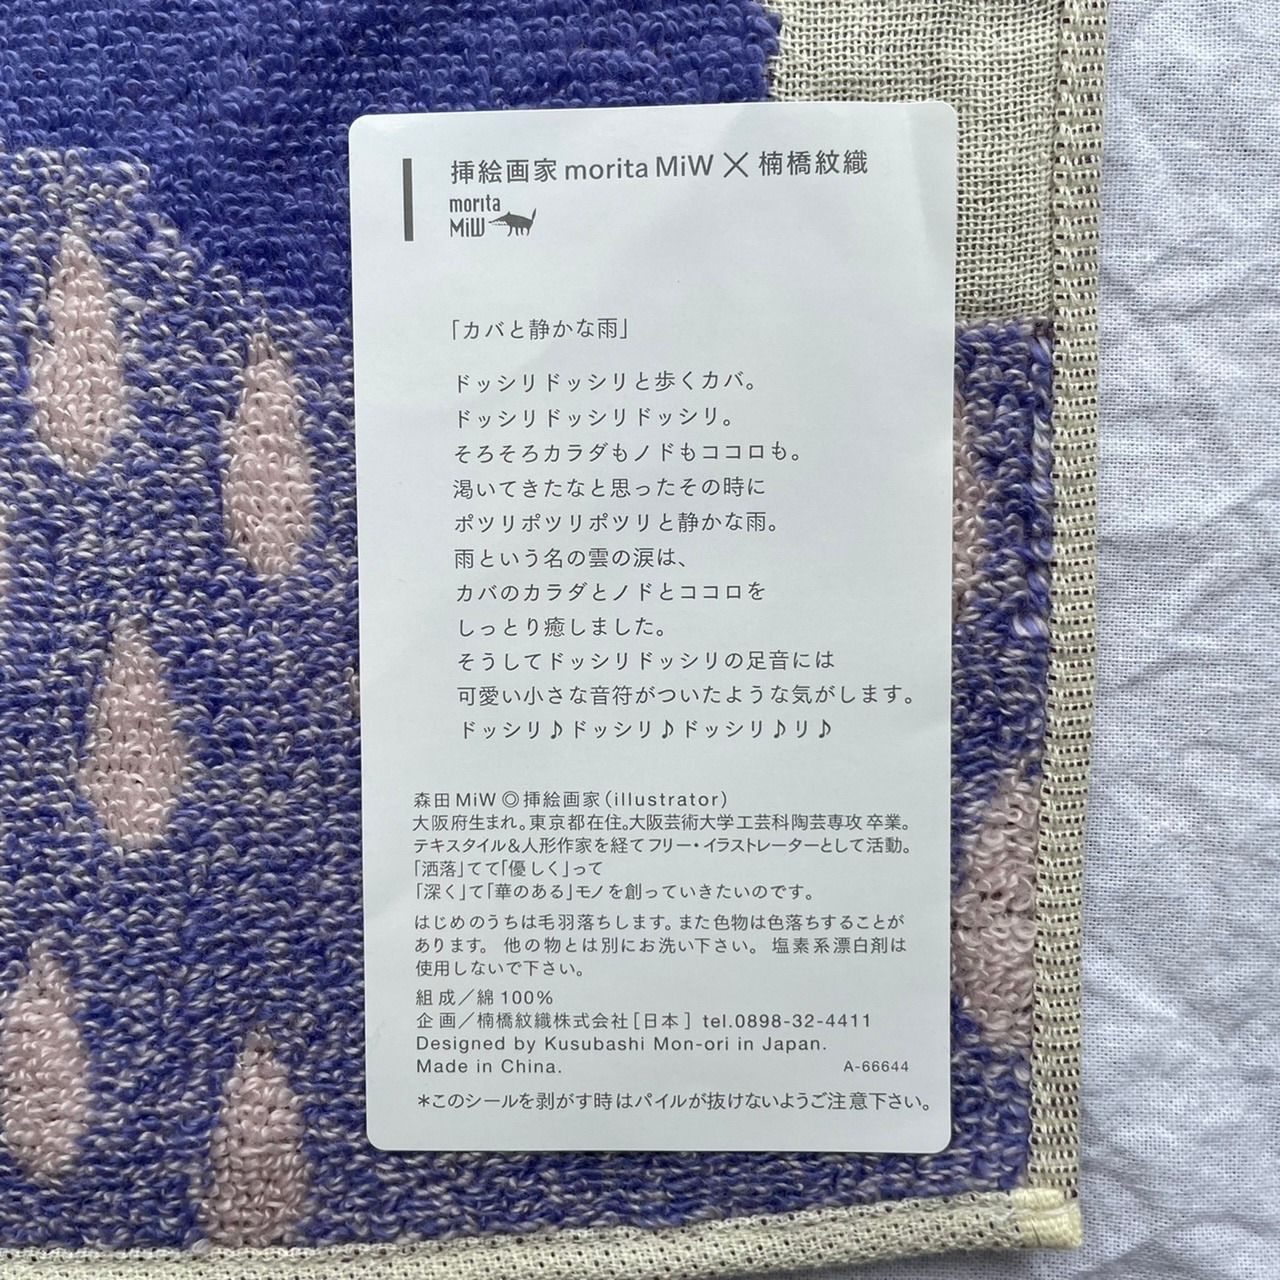 挿絵画家 morita MiW × 楠橋紋織
morita
MiW
「カバと静かな雨」
ドッシリドッシリと歩くカバ。
ドッシリドッシリドッシリ。
そろそろカラダもノドもココロも。
渇いてきたなと思ったその時に
ポツリポツリポツリと静かな雨。
雨という名の雲の涙は、
カバのカラダとノドとココロを
しっとり癒しました。
そうしてドッシリドッシリの足音には
可愛い小さな音符がついたような気がします。
ドッシリ♪ドッシリ♪ドッシリ♪リ♪
森田MiW◎挿絵画家(illustrator)
大阪府生まれ。東京都在住。大阪芸術大学工芸科陶芸専攻 卒業。
テキスタイル&人形作家を経てフリー・イラストレーターとして活動。
「洒落」てて「優しく」って
「深く」て「華のある」モノを創っていきたいのです。
はじめのうちは毛羽落ちします。また色物は色落ちすることが
あります。 他の物とは別にお洗い下さい。 塩素系漂白剤は
使用しないで下さい。
組成／綿100%
企画／楠橋紋織株式会社[日本] tel.0898-32-4411
Designed by Kusubashi Mon-ori in Japan.
Made in China. A-66644
＊このシールを剥がす時はパイルが抜けないようご注意下さい。